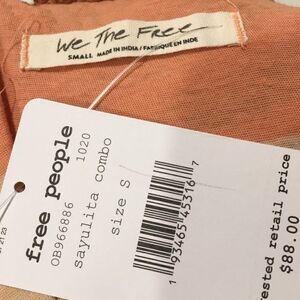 We The Free
SMALL MADE IN INDIA / FABRIQUE EN INDE
free people
OB966886 1020
sayulita combo
size S
1 93465 45316 7
ested retail price
$88.00